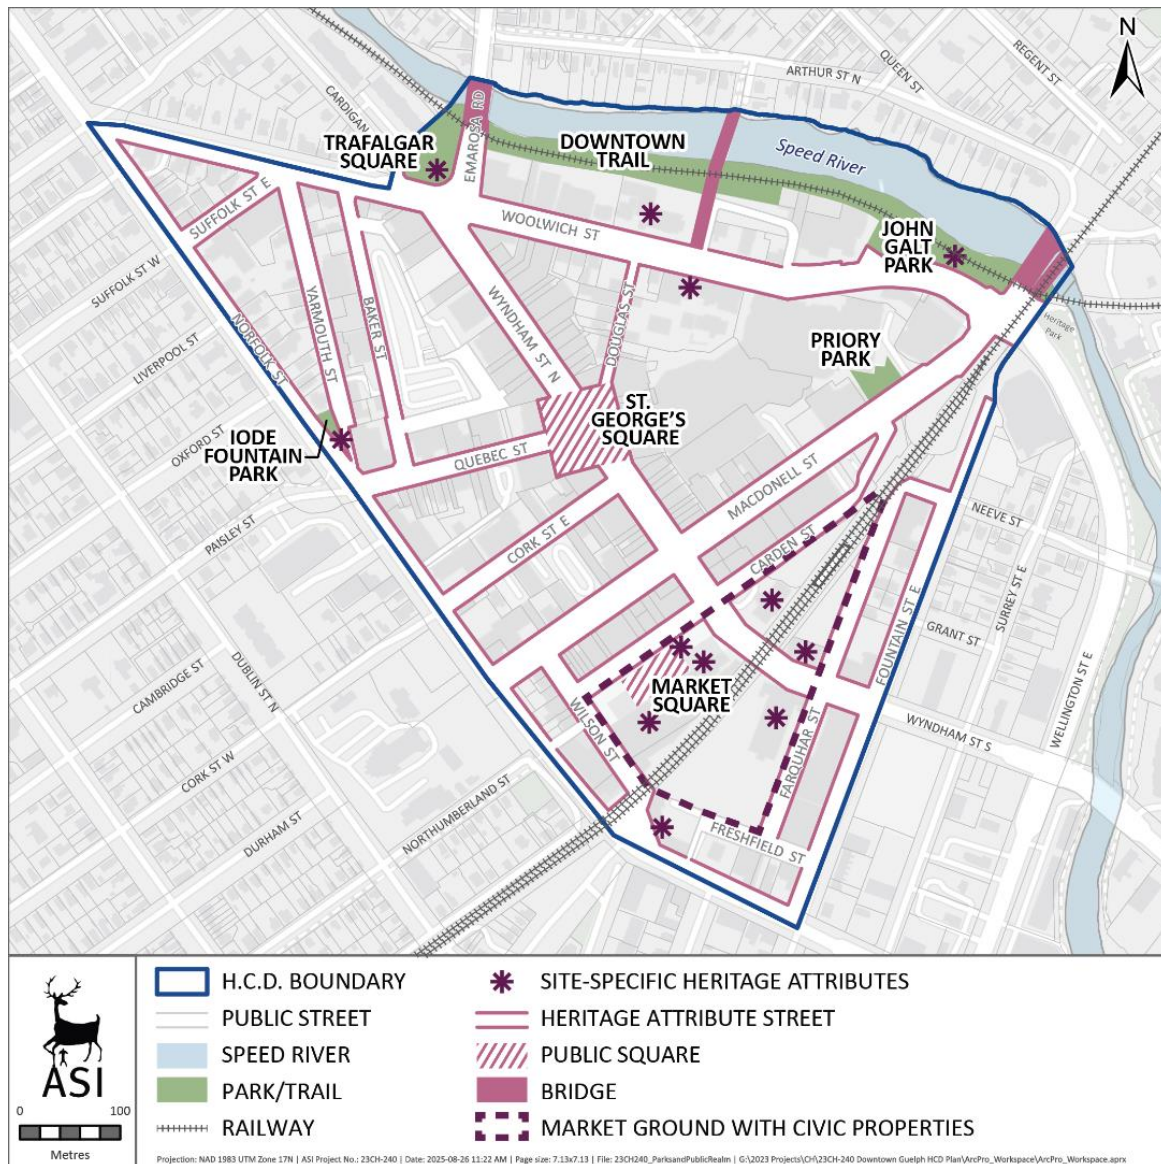 N
ARTHUR ST N
QUEEN ST
REGENT ST
CARDIGAN
EMAROSA RD
TRAFALGAR
SQUARE
DOWNTOWN
TRAIL
Speed River
SUFFOLK ST E
WOOLWICH ST
JOHN
GALT
PARK
SUFFOLK ST W
YARMOUTH ST
BAKER ST
WYNDHAM ST N
DOUGLAS ST
Heritage
Park
NORFOLK ST
LIVERPOOL ST
PRIORY
PARK
OXFORD ST
IODE
FOUNTAIN
PARK
ST.
GEORGE'S
SQUARE
QUEBEC ST
MACDONELL ST
PAISLEY ST
CORK ST E
CARDEN ST
NEEVE ST
SURREY ST E
GRANT ST
FOUNTAIN ST E
CAMBRIDGE ST
DUBLIN ST N
MARKET
SQUARE
WILSON ST
WELLINGTON ST E
WYNDHAM ST S
FARQUHAR ST
CORK ST W
NORTHUMBERLAND ST
DURHAM ST
FRESHFIELD ST
ASI
0 100
Metres
H.C.D. BOUNDARY
PUBLIC STREET
SPEED RIVER
PARK/TRAIL
RAILWAY
SITE-SPECIFIC HERITAGE ATTRIBUTES
HERITAGE ATTRIBUTE STREET
PUBLIC SQUARE
BRIDGE
MARKET GROUND WITH CIVIC PROPERTIES
Projection: NAD 1983 UTM Zone 17N | ASI Project No.: 23CH-240 | Date: 2025-08-26 11:22 AM | Page size: 7.13x7.13 | File: 23CH240_ParksandPublicRealm | G:\2023 Projects\CH\23CH-240 Downtown Guelph HCD Plan\ArcPro_Workspace\ArcPro_Workspace.aprx